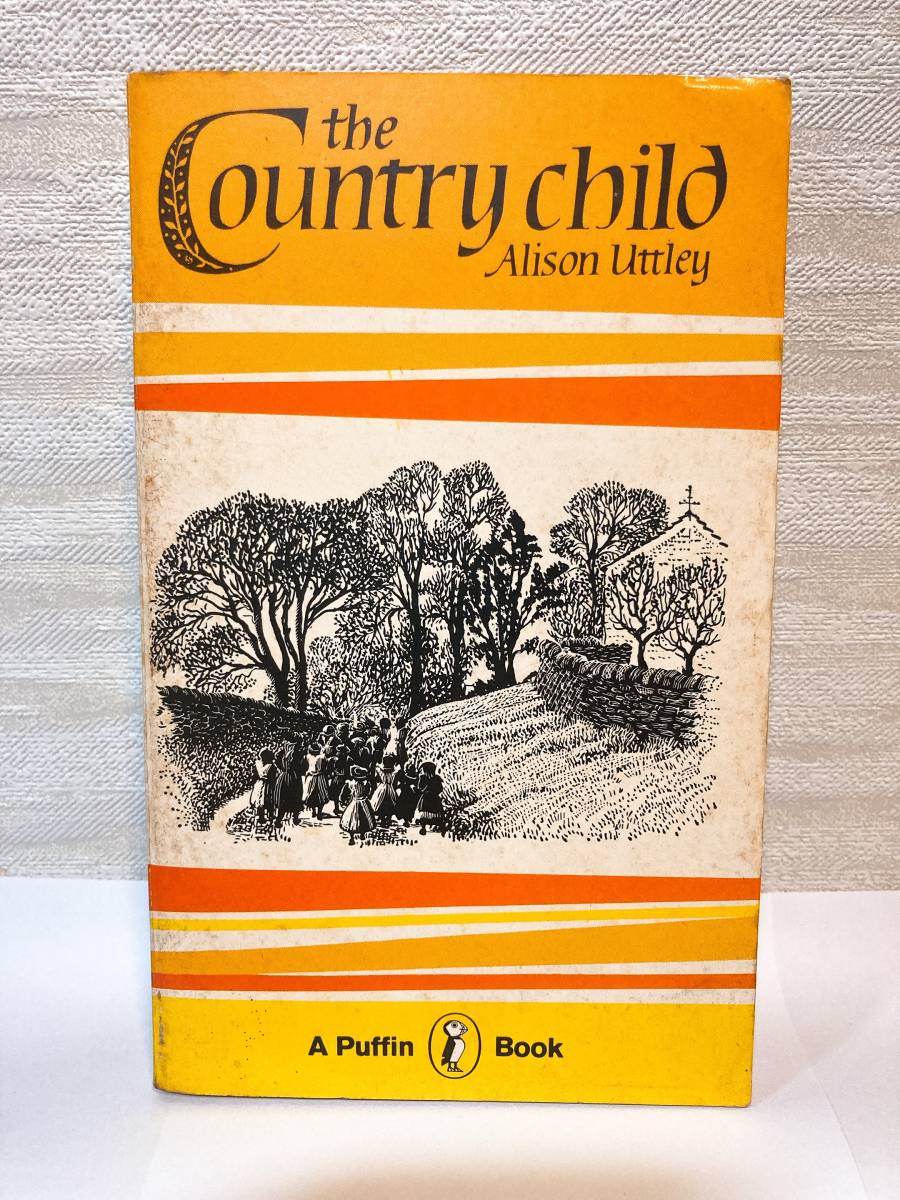 the
Country child
Alison Uttley
A Puffin Book